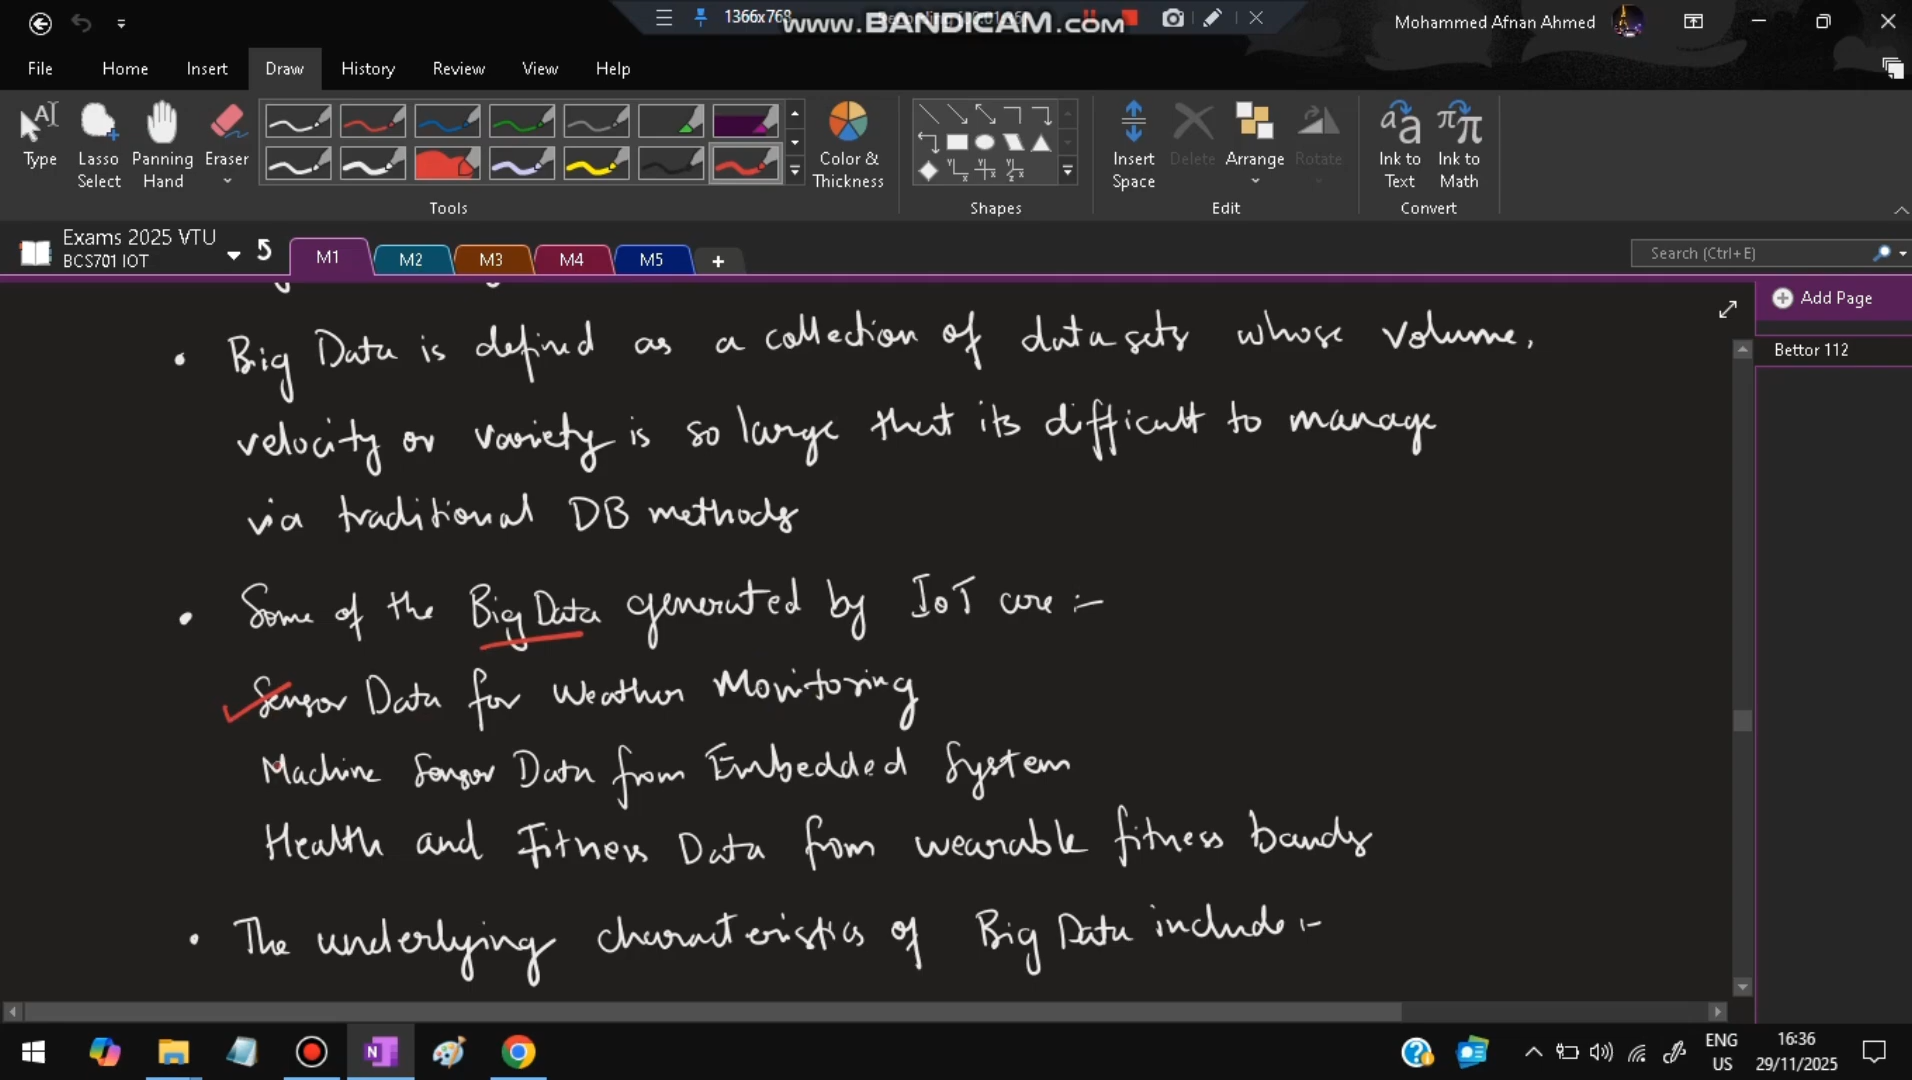 1366x768
www.BANDICAM.com
Mohammed Afnan Ahmed
File Home Insert Draw History Review View Help
Type
Lasso Select
Panning Hand
Eraser
Color & Thickness
Insert Space
Delete
Arrange
Rotate
Ink to Text
Ink to Math
Tools
Shapes
Edit
Convert
Exams 2025 VTU
BCS701 IOT
M1 M2 M3 M4 M5 +
Search (Ctrl+E)
Add Page
Bettor 112
• Big Data is defined as a collection of data sets whose volume,
velocity or variety is so large that its difficult to manage
via traditional DB methods
• Some of the Big Data generated by IoT are :-
Sensor Data for Weather Monitoring
Machine Sensor Data from Embedded System
Health and Fitness Data from wearable fitness bands
• The underlying characteristics of Big Data include :-
ENG
US
16:36
29/11/2025